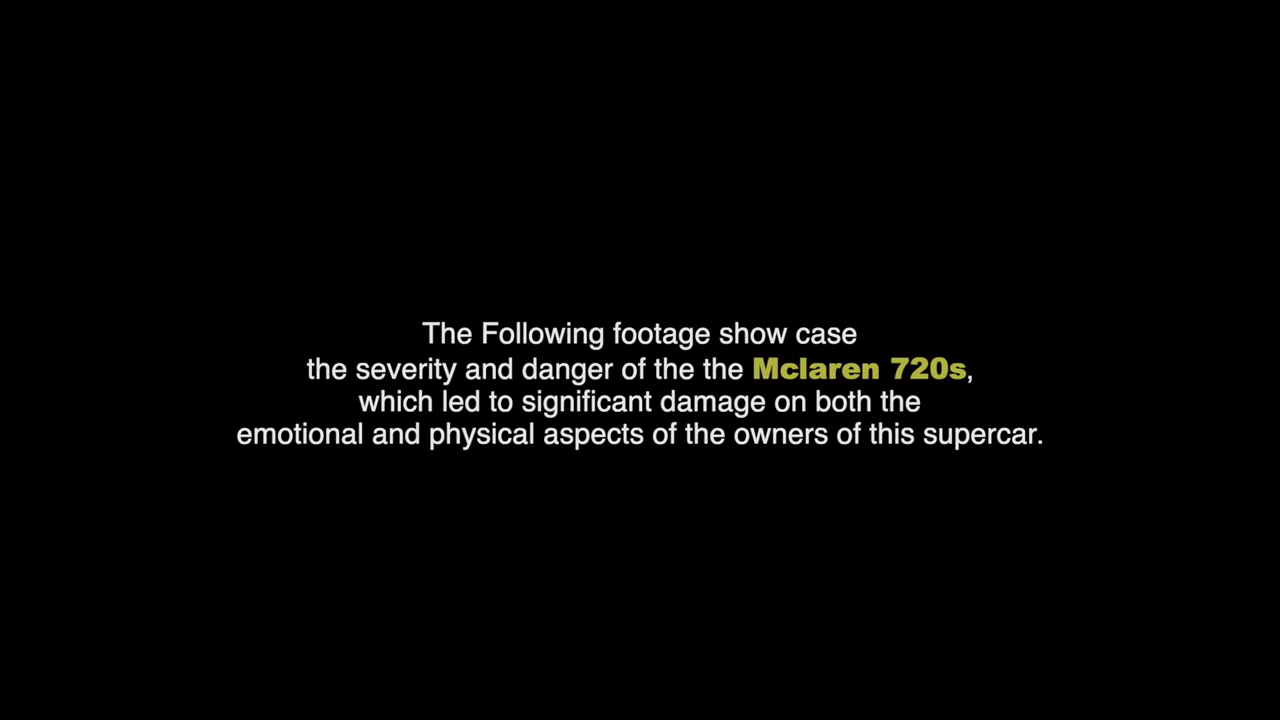 The Following footage show case
the severity and danger of the the Mclaren 720s,
which led to significant damage on both the
emotional and physical aspects of the owners of this supercar.